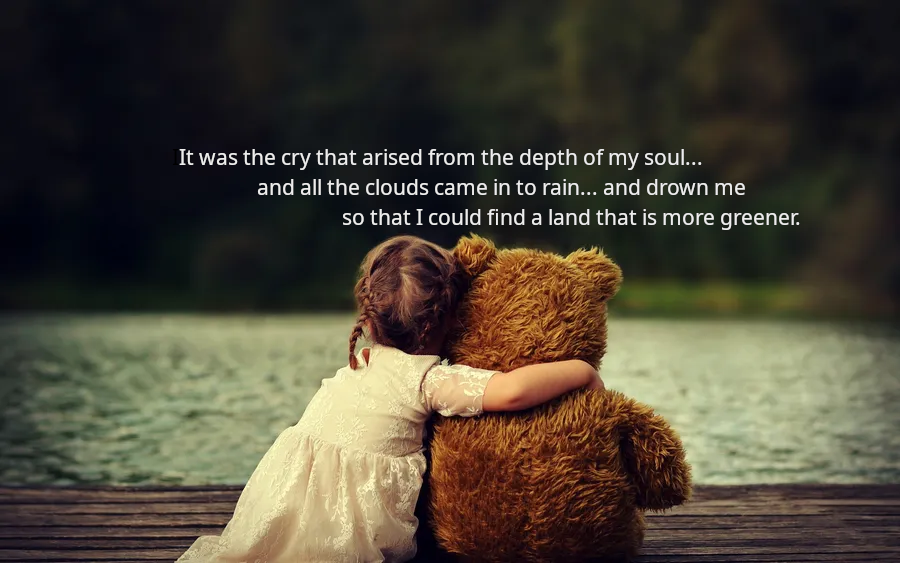 It was the cry that arised from the depth of my soul...
and all the clouds came in to rain... and drown me
so that I could find a land that is more greener.